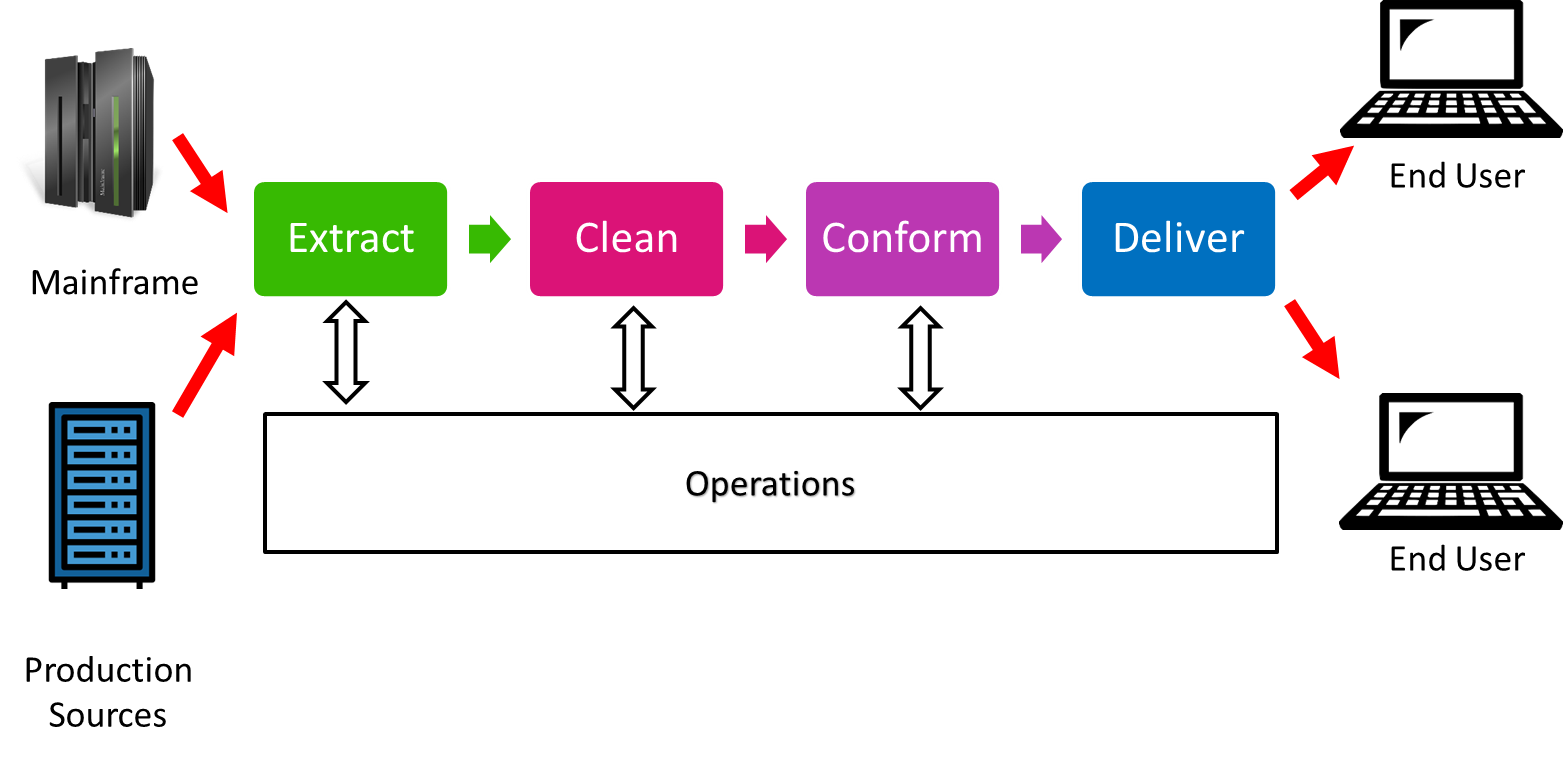 Mainframe
Extract
Clean
Conform
Deliver
End User
Operations
End User
Production
Sources